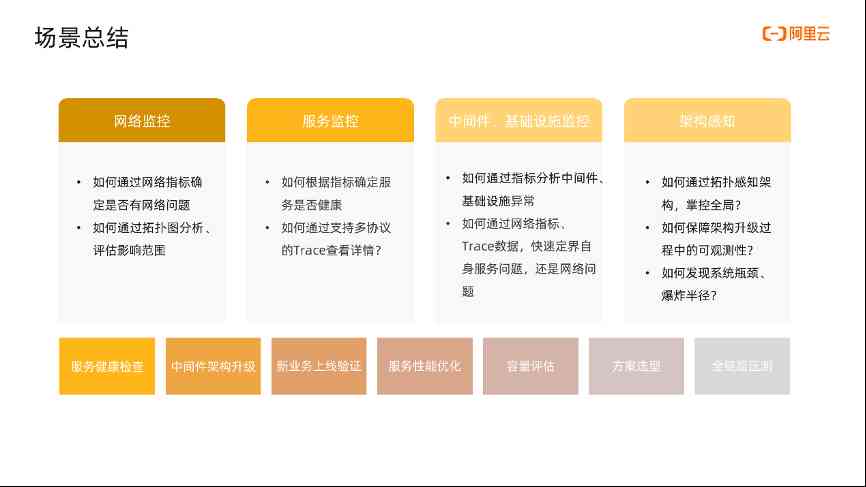 场景总结
阿里云
网络监控
如何通过网络指标确
定是否有网络问题
如何通过拓扑图分析、
评估影响范围
服务监控
如何根据指标确定服
务是否健康
如何通过支持多协议
的Trace查看详情？
中间件、基础设施监控
如何通过指标分析中间件、
基础设施异常
如何通过网络指标、
Trace数据，快速定界自
身服务问题，还是网络问
题
架构感知
如何通过拓扑感知架
构，掌控全局？
如何保障架构升级过
程中的可观测性？
如何发现系统瓶颈、
爆炸半径？
服务健康检查
中间件架构升级
新业务上线验证
服务性能优化
容量评估
方案选型
全链路压测